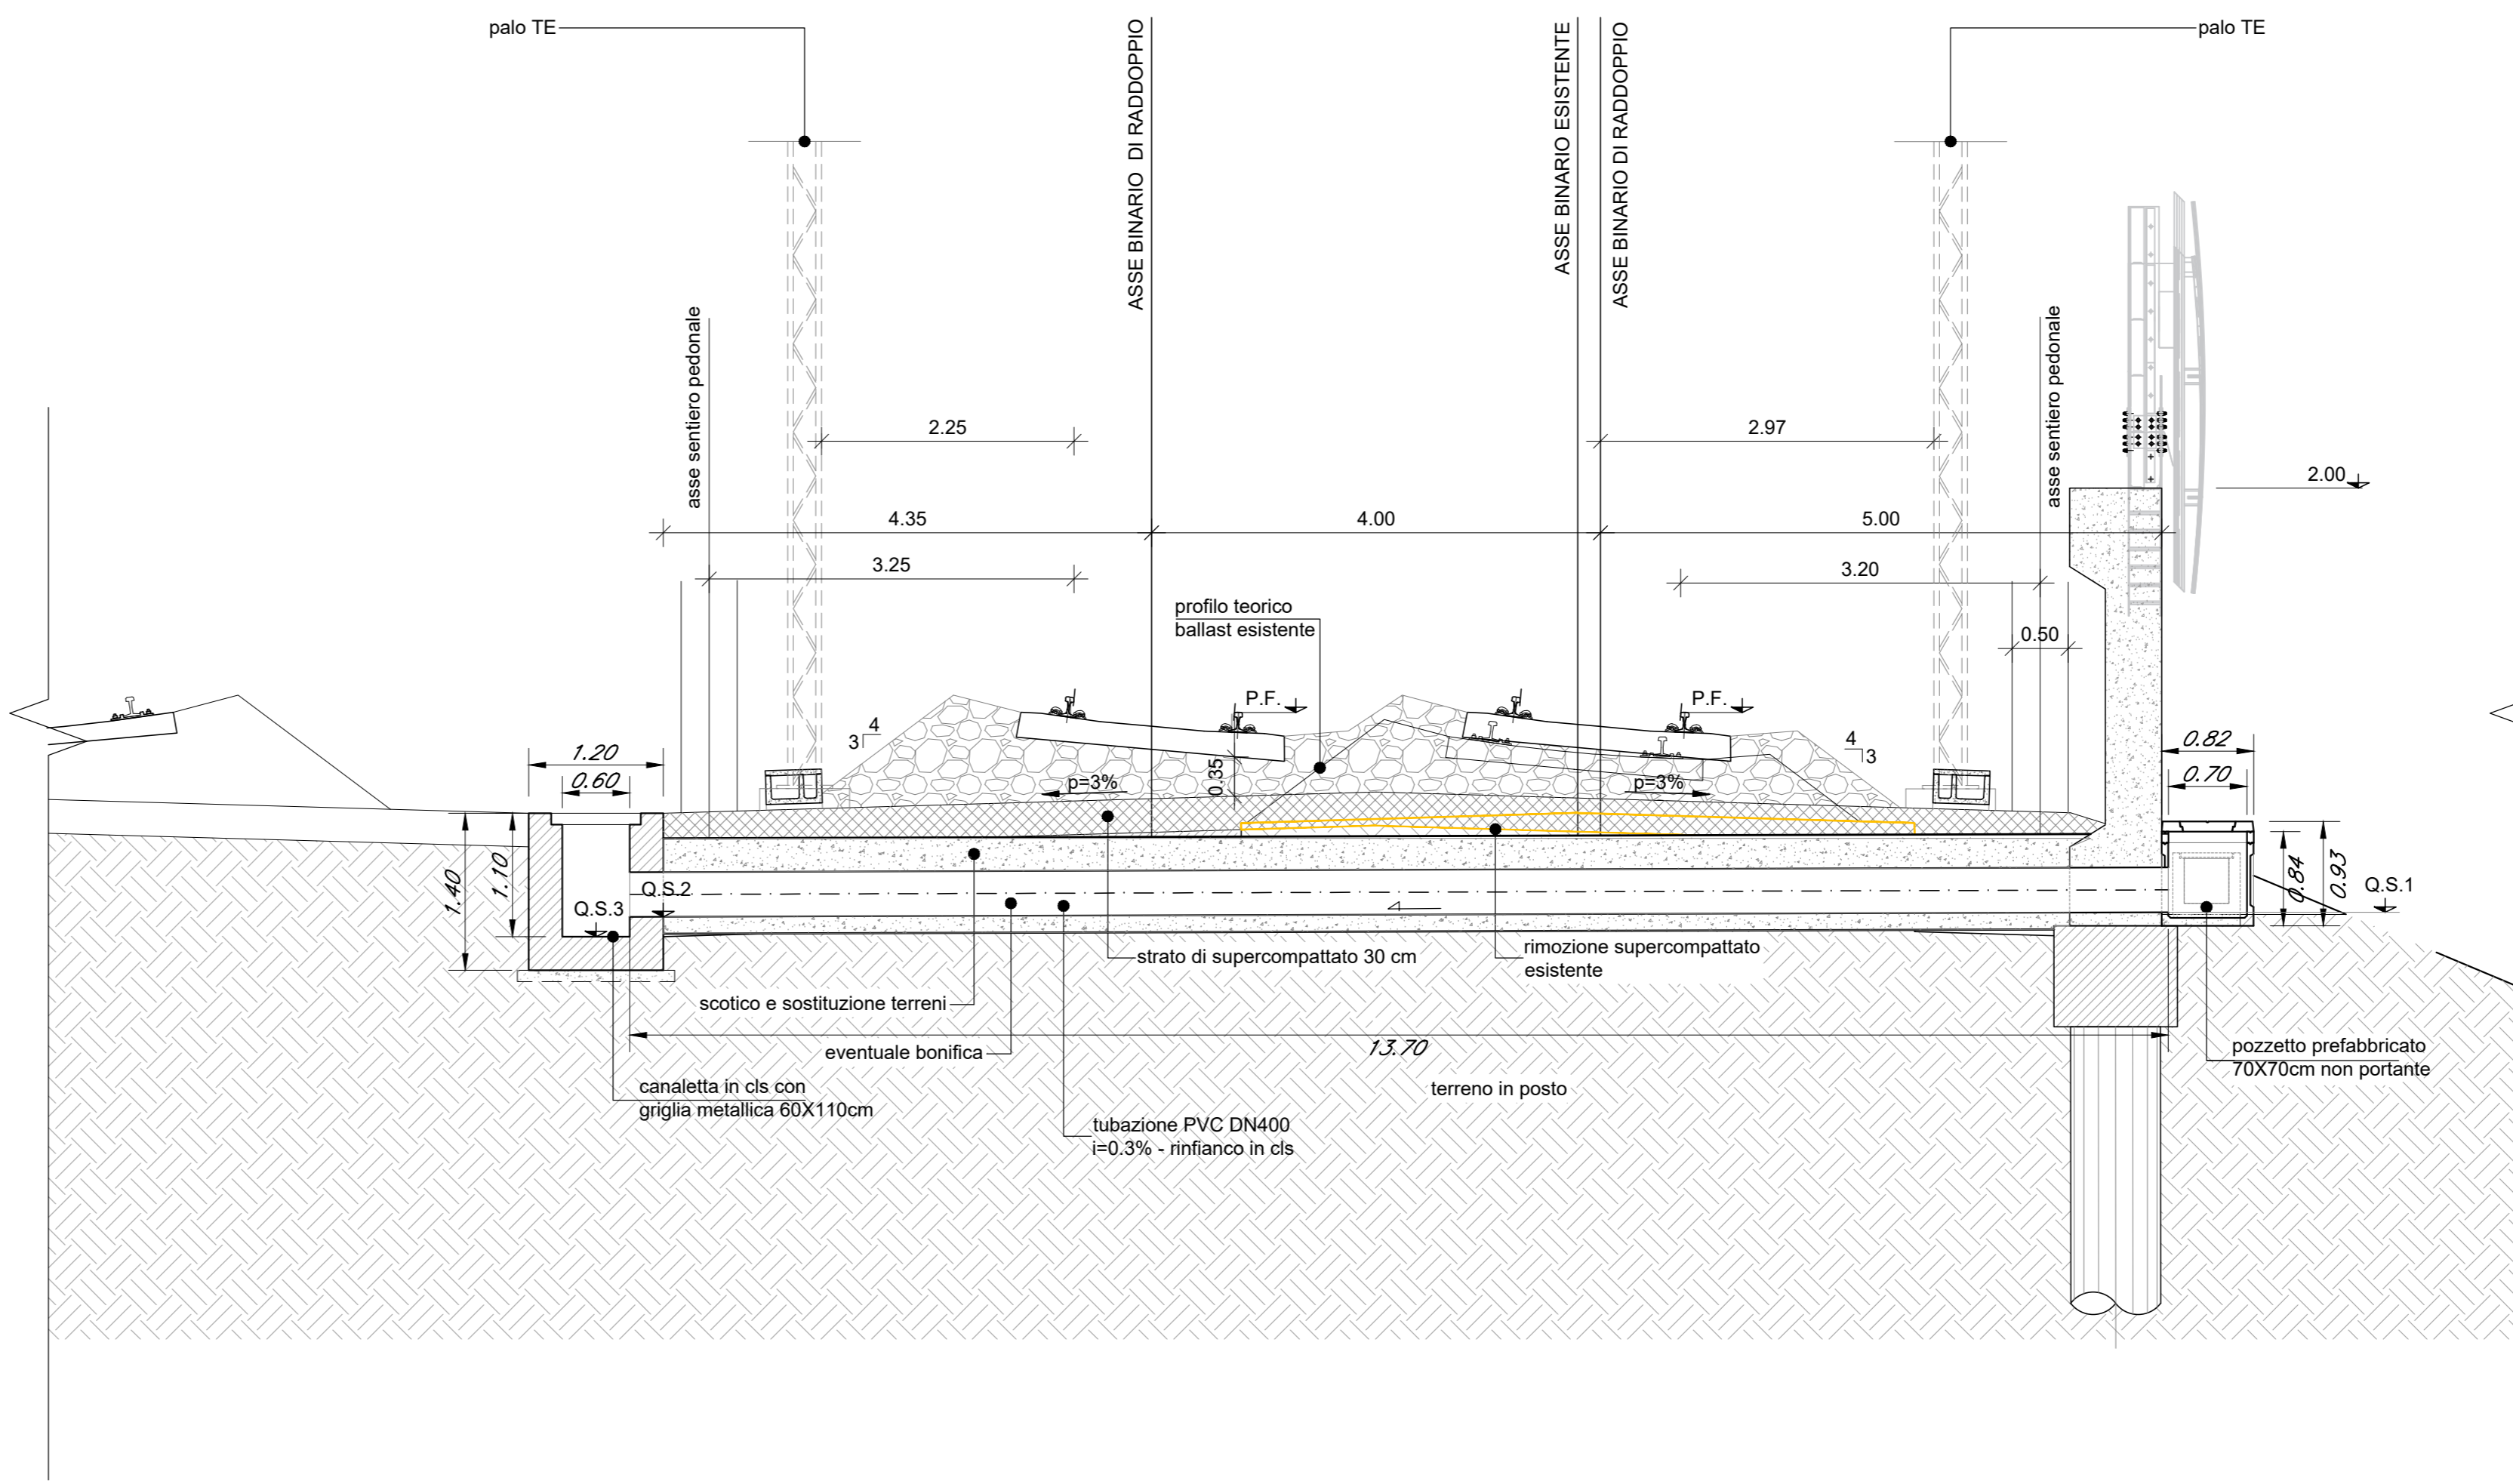 palo TE
palo TE
ASSE BINARIO DI RADDOPPIO
ASSE BINARIO ESISTENTE
ASSE BINARIO DI RADDOPPIO
asse sentiero pedonale
asse sentiero pedonale
2.25
2.97
2.00
4.35
4.00
5.00
3.25
3.20
profilo teorico
ballast esistente
0.50
P.F.
P.F.
4
3
4
3
1.20
0.60
0.82
0.70
p=3%
0.35
p=3%
1.40
1.10
Q.S.2
Q.S.3
0.84
0.93
Q.S.1
strato di supercompattato 30 cm
rimozione supercompattato
esistente
scotico e sostituzione terreni
eventuale bonifica
13.70
pozzetto prefabbricato
70X70cm non portante
canaletta in cls con
griglia metallica 60X110cm
terreno in posto
tubazione PVC DN400
i=0.3% - rinfianco in cls